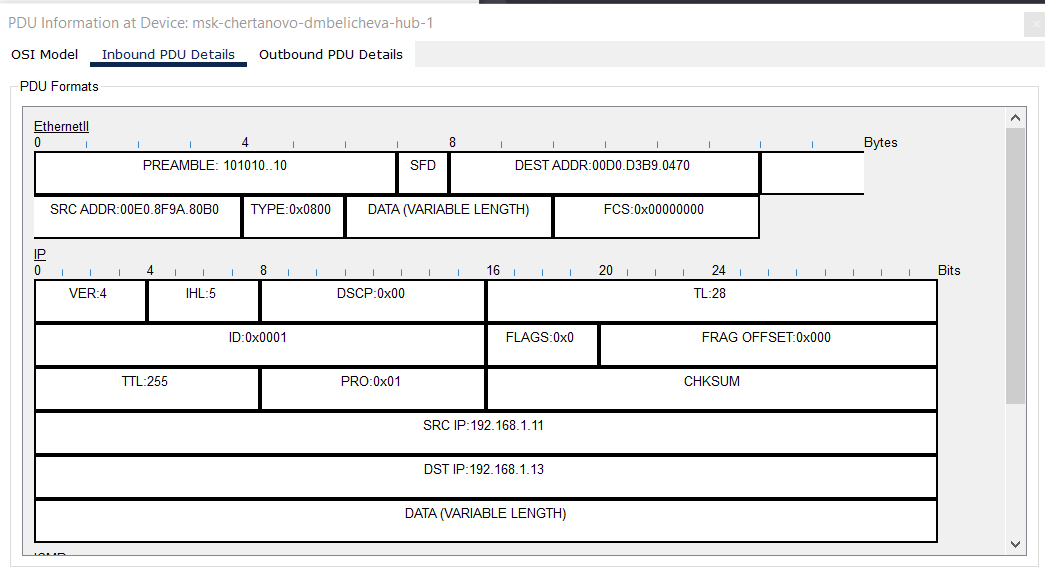 PDU Information at Device: msk-chertanovo-dmbelicheva-hub-1
OSI Model Inbound PDU Details Outbound PDU Details
PDU Formats
EthernetII
0 4 8 Bytes
PREAMBLE: 101010..10 SFD DEST ADDR:00D0.D3B9.0470
SRC ADDR:00E0.8F9A.80B0 TYPE:0x0800 DATA (VARIABLE LENGTH) FCS:0x00000000
IP
0 4 8 16 20 24 Bits
VER:4 IHL:5 DSCP:0x00 TL:28
ID:0x0001 FLAGS:0x0 FRAG OFFSET:0x000
TTL:255 PRO:0x01 CHKSUM
SRC IP:192.168.1.11
DST IP:192.168.1.13
DATA (VARIABLE LENGTH)